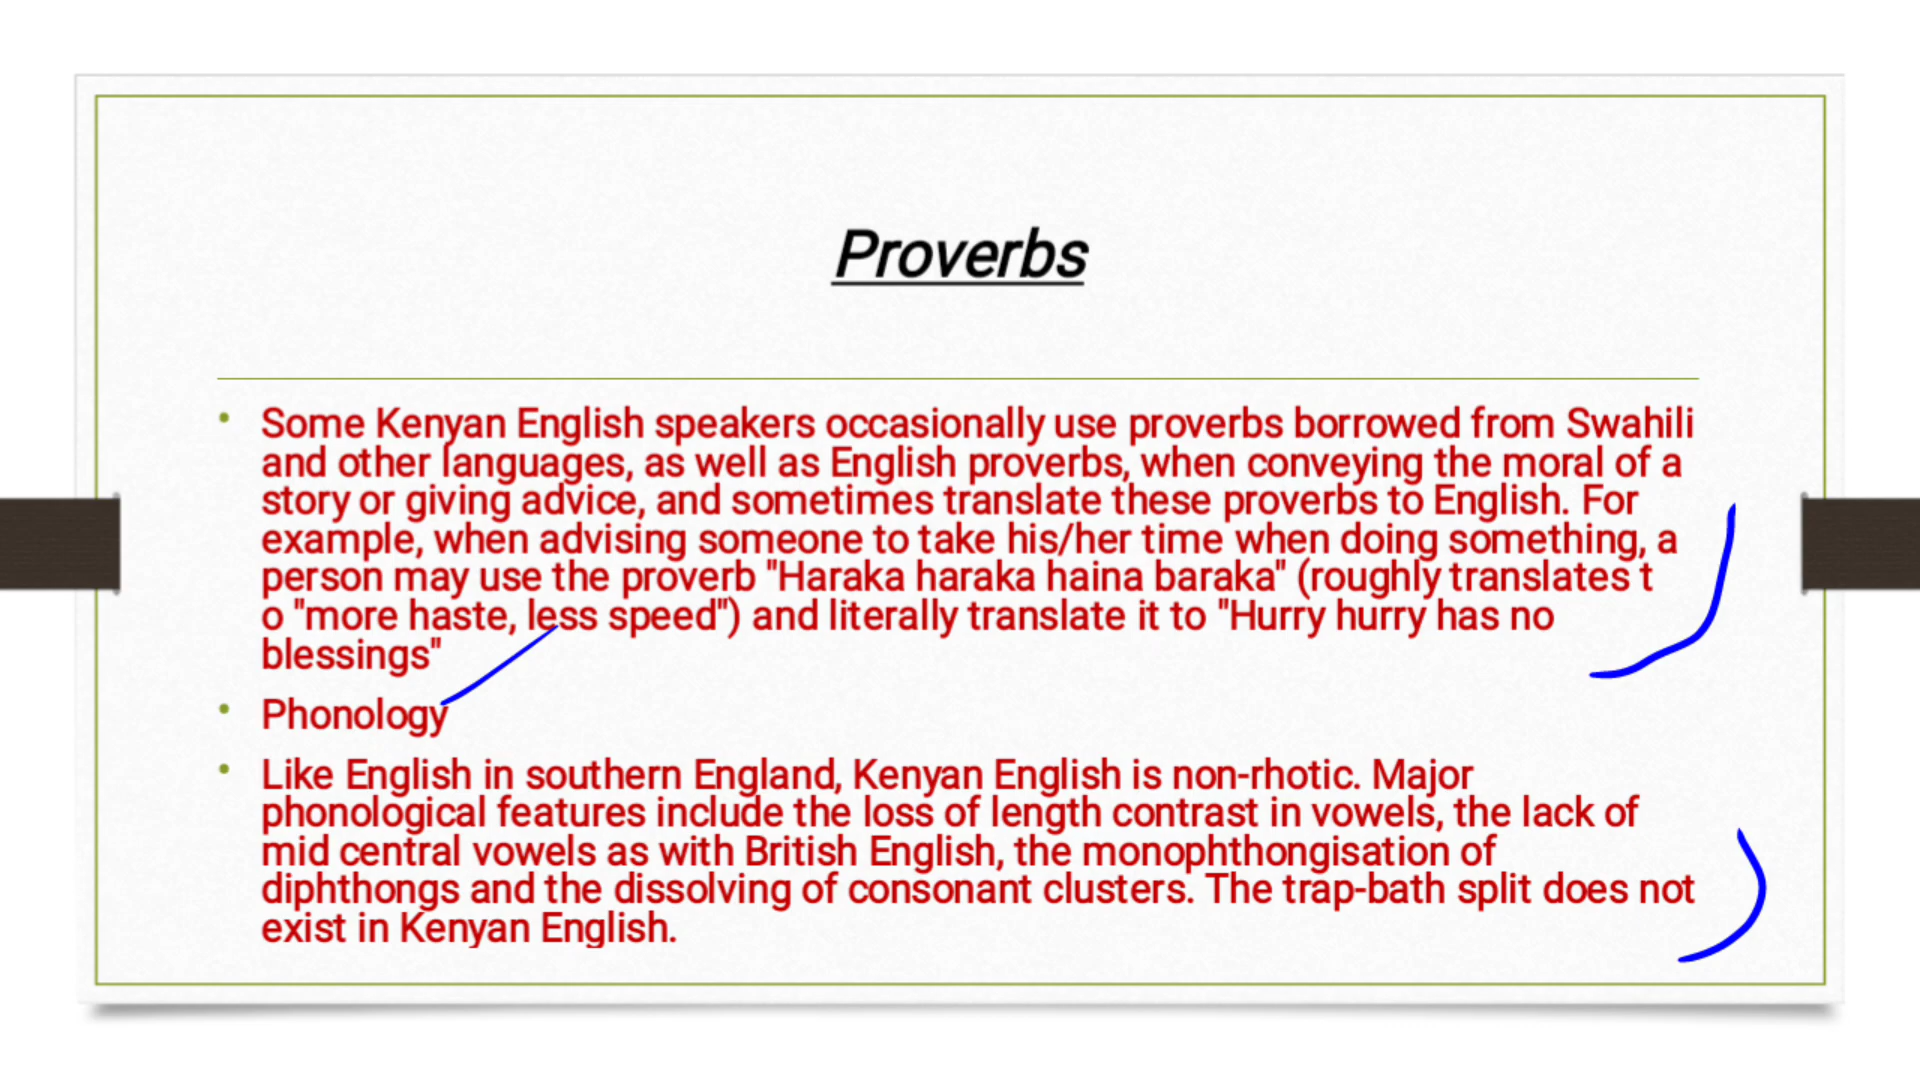 Proverbs
• Some Kenyan English speakers occasionally use proverbs borrowed from Swahili
and other languages, as well as English proverbs, when conveying the moral of a
story or giving advice, and sometimes translate these proverbs to English. For
example, when advising someone to take his/her time when doing something, a
person may use the proverb "Haraka haraka haina baraka" (roughly translates t
o "more haste, less speed") and literally translate it to "Hurry hurry has no
blessings"
• Phonology
• Like English in southern England, Kenyan English is non-rhotic. Major
phonological features include the loss of length contrast in vowels, the lack of
mid central vowels as with British English, the monophthongisation of
diphthongs and the dissolving of consonant clusters. The trap-bath split does not
exist in Kenyan English.